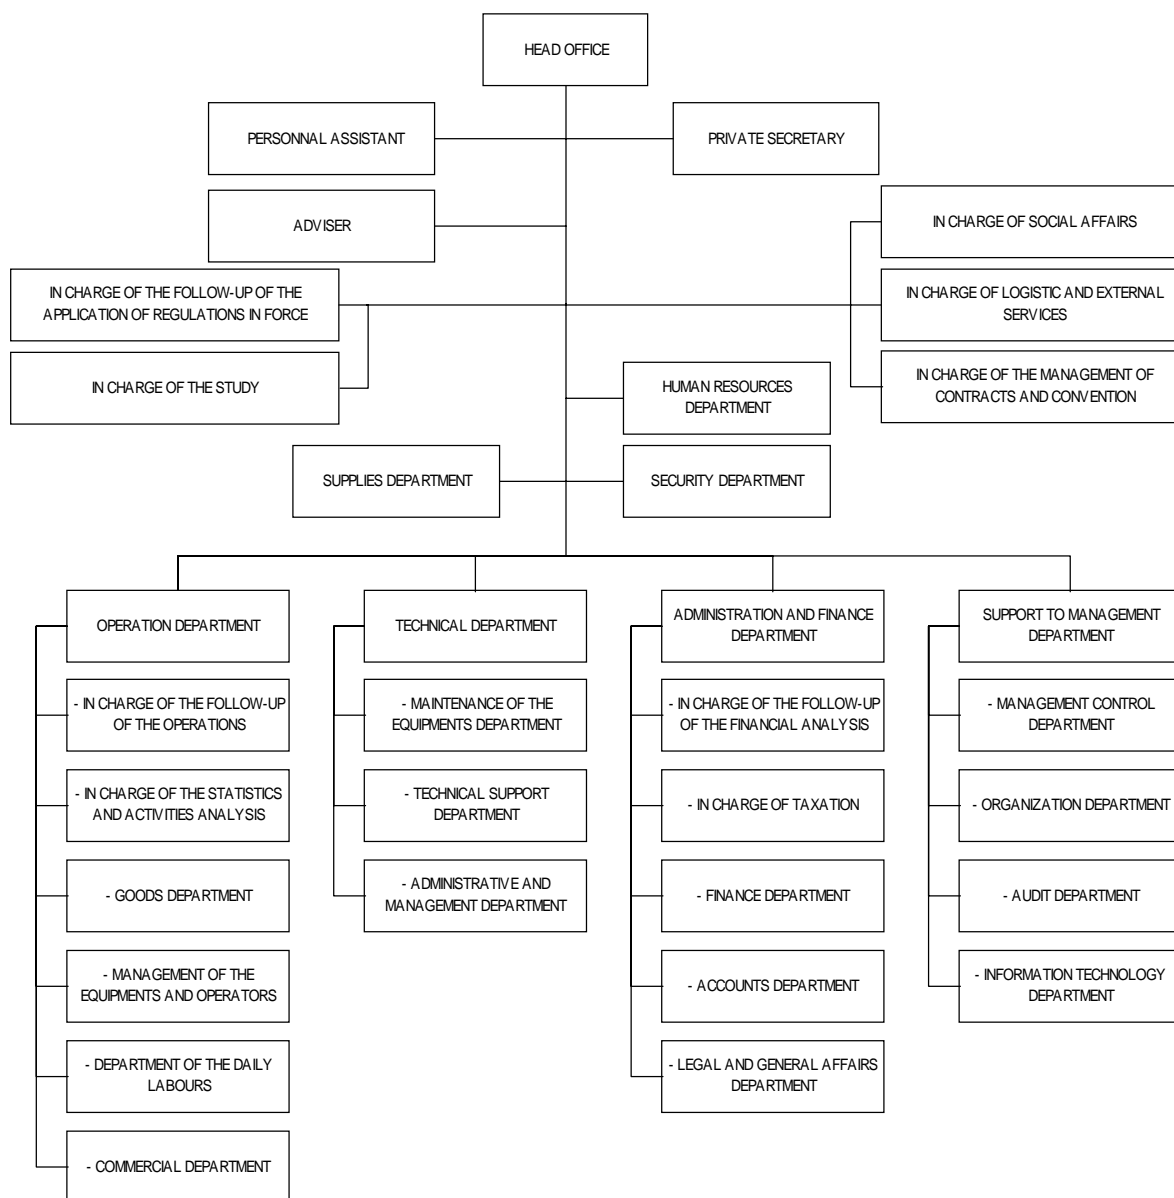 HEAD OFFICE
PERSONNAL ASSISTANT
PRIVATE SECRETARY
ADVISER
IN CHARGE OF SOCIAL AFFAIRS
IN CHARGE OF THE FOLLOW-UP OF THE
APPLICATION OF REGULATIONS IN FORCE
IN CHARGE OF LOGISTIC AND EXTERNAL
SERVICES
IN CHARGE OF THE STUDY
IN CHARGE OF THE MANAGEMENT OF
CONTRACTS AND CONVENTION
HUMAN RESOURCES
DEPARTMENT
SUPPLIES DEPARTMENT
SECURITY DEPARTMENT
OPERATION DEPARTMENT
- IN CHARGE OF THE FOLLOW-UP
OF THE OPERATIONS
- IN CHARGE OF THE STATISTICS
AND ACTIVITIES ANALYSIS
- GOODS DEPARTMENT
- MANAGEMENT OF THE
EQUIPMENTS AND OPERATORS
- DEPARTMENT OF THE DAILY
LABOURS
- COMMERCIAL DEPARTMENT
TECHNICAL DEPARTMENT
- MAINTENANCE OF THE
EQUIPMENTS DEPARTMENT
- TECHNICAL SUPPORT
DEPARTMENT
- ADMINISTRATIVE AND
MANAGEMENT DEPARTMENT
ADMINISTRATION AND FINANCE
DEPARTMENT
- IN CHARGE OF THE FOLLOW-UP
OF THE FINANCIAL ANALYSIS
- IN CHARGE OF TAXATION
- FINANCE DEPARTMENT
- ACCOUNTS DEPARTMENT
- LEGAL AND GENERAL AFFAIRS
DEPARTMENT
SUPPORT TO MANAGEMENT
DEPARTMENT
- MANAGEMENT CONTROL
DEPARTMENT
- ORGANIZATION DEPARTMENT
- AUDIT DEPARTMENT
- INFORMATION TECHNOLOGY
DEPARTMENT